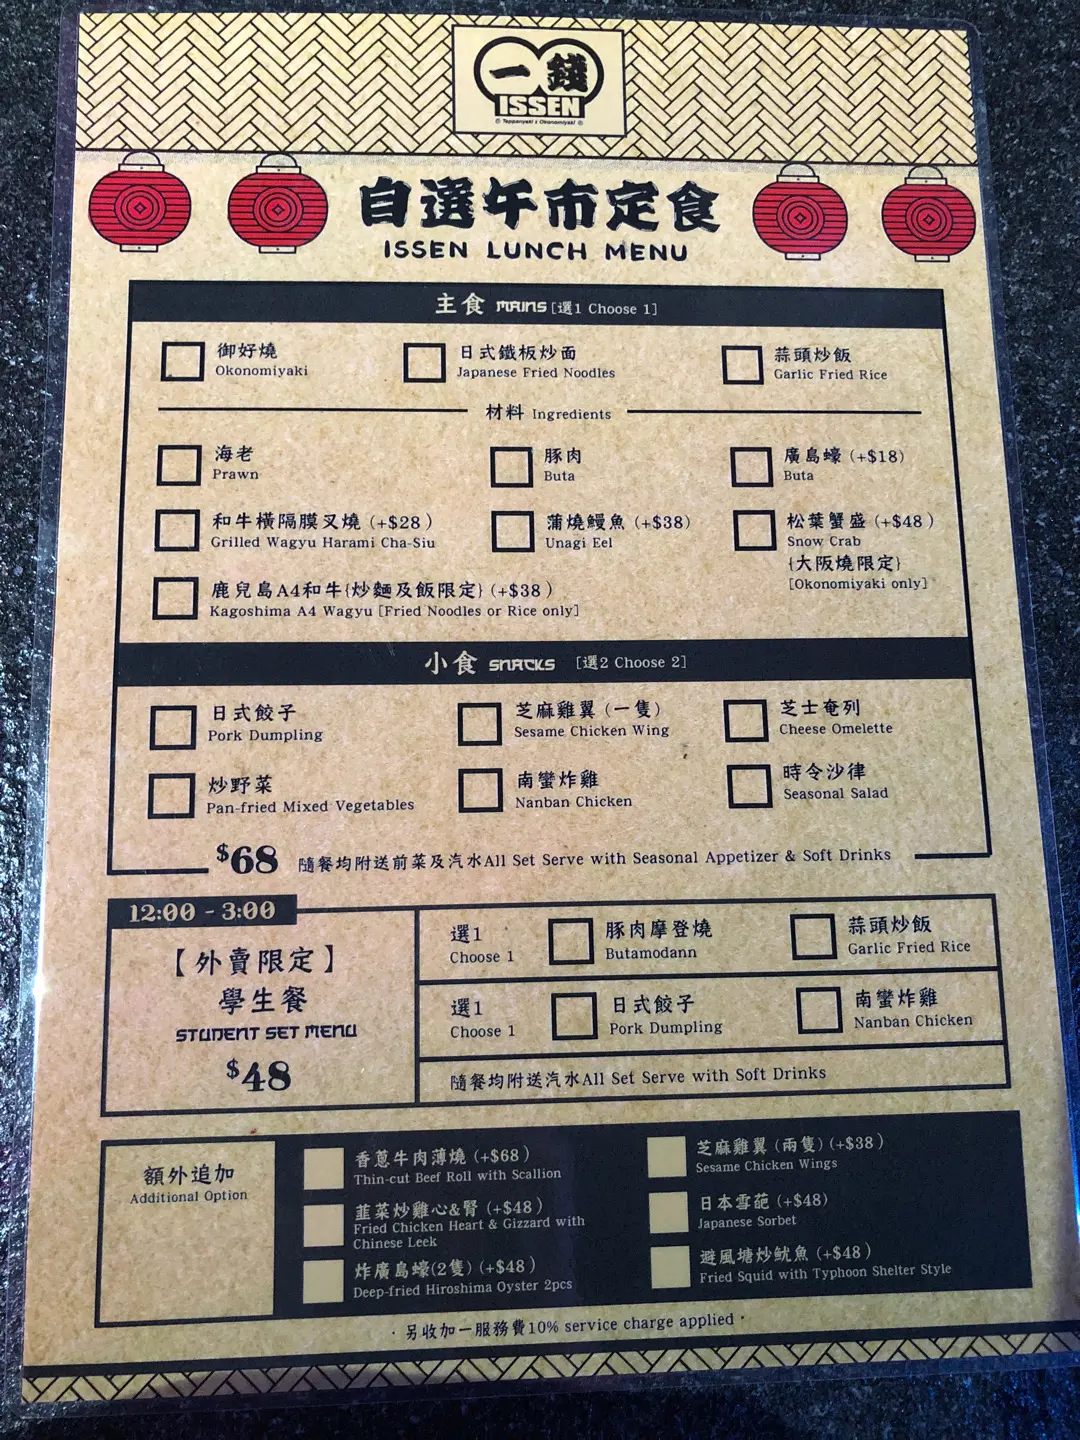 一錢
ISSEN
® Teppanyaki x Okonomiyaki ®
自選午市定食
ISSEN LUNCH MENU
主食 MAINS [選1 Choose 1]
御好燒
Okonomiyaki
日式鐵板炒面
Japanese Fried Noodles
蒜頭炒飯
Garlic Fried Rice
材料 Ingredients
海老
Prawn
豚肉
Buta
廣島蠔 (+$18)
Buta
和牛橫隔膜叉燒 (+$28)
Grilled Wagyu Harami Cha-Siu
蒲燒鰻魚 (+$38)
Unagi Eel
松葉蟹盛 (+$48)
Snow Crab
{大阪燒限定}
[Okonomiyaki only]
鹿兒島A4和牛{炒麵及飯限定} (+$38)
Kagoshima A4 Wagyu [Fried Noodles or Rice only]
小食 SNACKS [選2 Choose 2]
日式餃子
Pork Dumpling
芝麻雞翼 (一隻)
Sesame Chicken Wing
芝士奄列
Cheese Omelette
炒野菜
Pan-fried Mixed Vegetables
南蠻炸雞
Nanban Chicken
時令沙律
Seasonal Salad
$68 隨餐均附送前菜及汽水All Set Serve with Seasonal Appetizer & Soft Drinks
12:00 - 3:00
【外賣限定】
學生餐
STUDENT SET MENU
$48
選1
Choose 1
豚肉摩登燒
Butamodann
蒜頭炒飯
Garlic Fried Rice
選1
Choose 1
日式餃子
Pork Dumpling
南蠻炸雞
Nanban Chicken
隨餐均附送汽水All Set Serve with Soft Drinks
額外追加
Additional Option
香蔥牛肉薄燒 (+$68)
Thin-cut Beef Roll with Scallion
韮菜炒雞心&腎 (+$48)
Fried Chicken Heart & Gizzard with
Chinese Leek
炸廣島蠔(2隻) (+$48)
Deep-fried Hiroshima Oyster 2pcs
芝麻雞翼 (兩隻) (+$38)
Sesame Chicken Wings
日本雪葩 (+$48)
Japanese Sorbet
避風塘炒魷魚 (+$48)
Fried Squid with Typhoon Shelter Style
· 另收加一服務費10% service charge applied ·